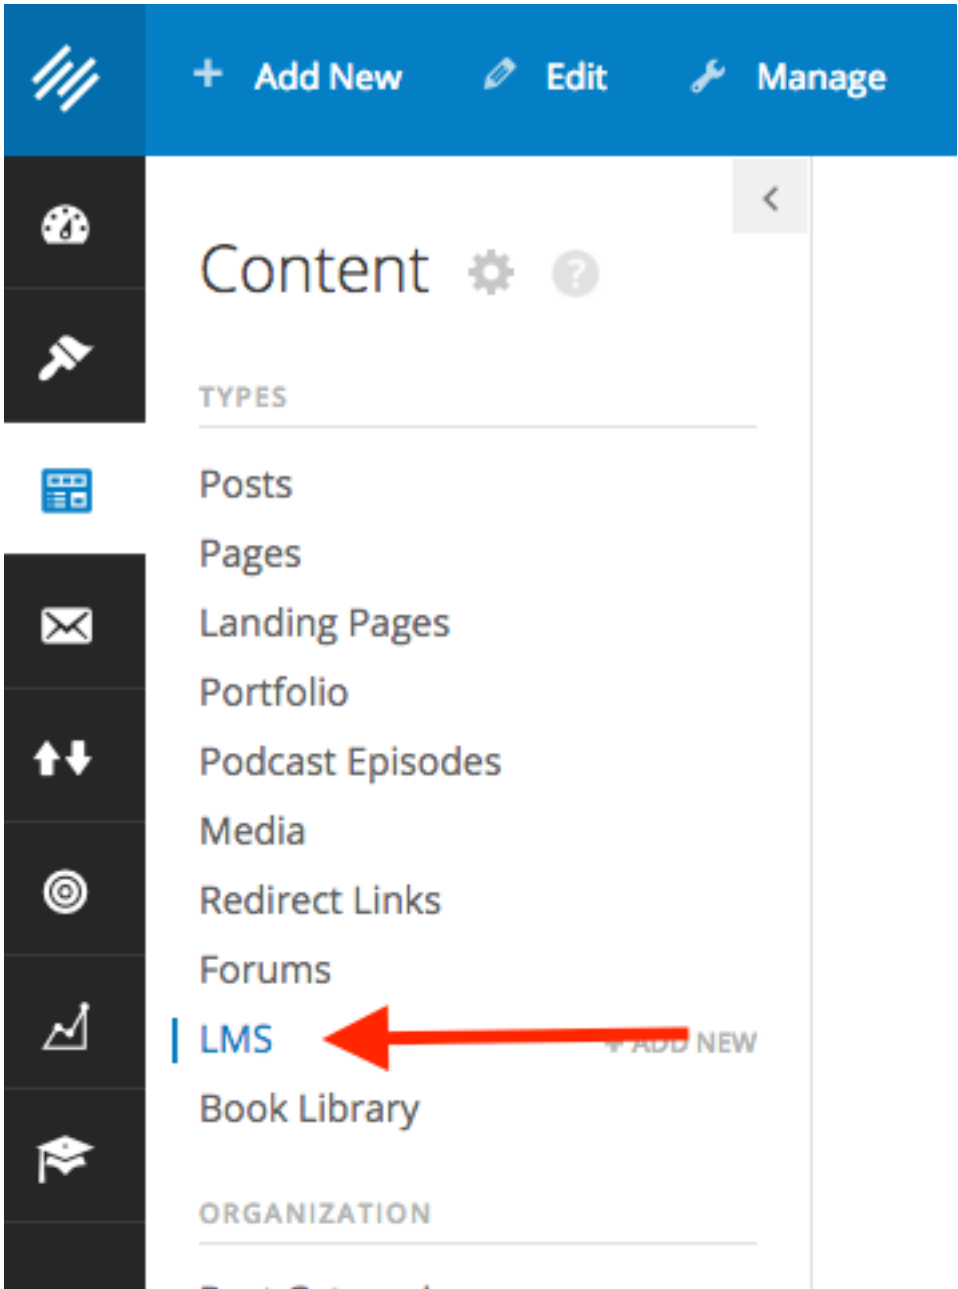 Add New Edit Manage
Content
TYPES
Posts
Pages
Landing Pages
Portfolio
Podcast Episodes
Media
Redirect Links
Forums
LMS + ADD NEW
Book Library
ORGANIZATION